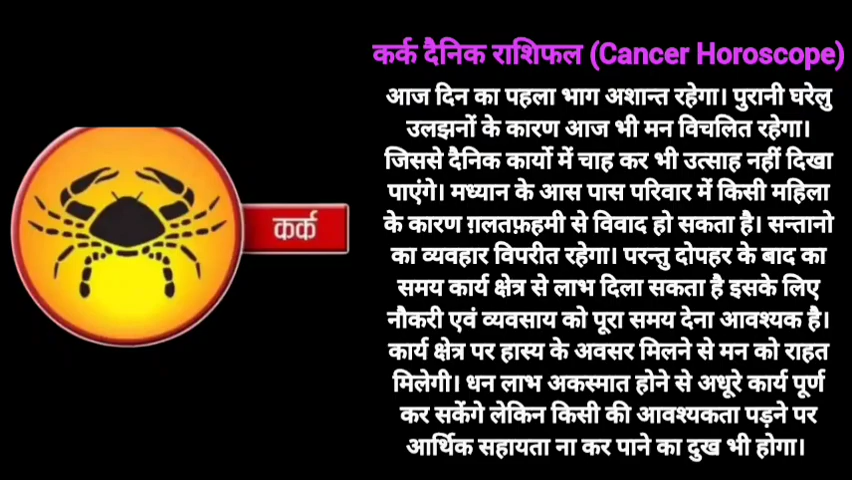 कर्क दैनिक राशिफल (Cancer Horoscope)
आज दिन का पहला भाग अशान्त रहेगा। पुरानी घरेलु
उलझनों के कारण आज भी मन विचलित रहेगा।
जिससे दैनिक कार्यो में चाह कर भी उत्साह नहीं दिखा
पाएंगे। मध्यान के आस पास परिवार में किसी महिला
के कारण ग़लतफ़हमी से विवाद हो सकता है। सन्तानो
का व्यवहार विपरीत रहेगा। परन्तु दोपहर के बाद का
समय कार्य क्षेत्र से लाभ दिला सकता है इसके लिए
नौकरी एवं व्यवसाय को पूरा समय देना आवश्यक है।
कार्य क्षेत्र पर हास्य के अवसर मिलने से मन को राहत
मिलेगी। धन लाभ अकस्मात होने से अधूरे कार्य पूर्ण
कर सकेंगे लेकिन किसी की आवश्यकता पड़ने पर
आर्थिक सहायता ना कर पाने का दुख भी होगा।
कर्क